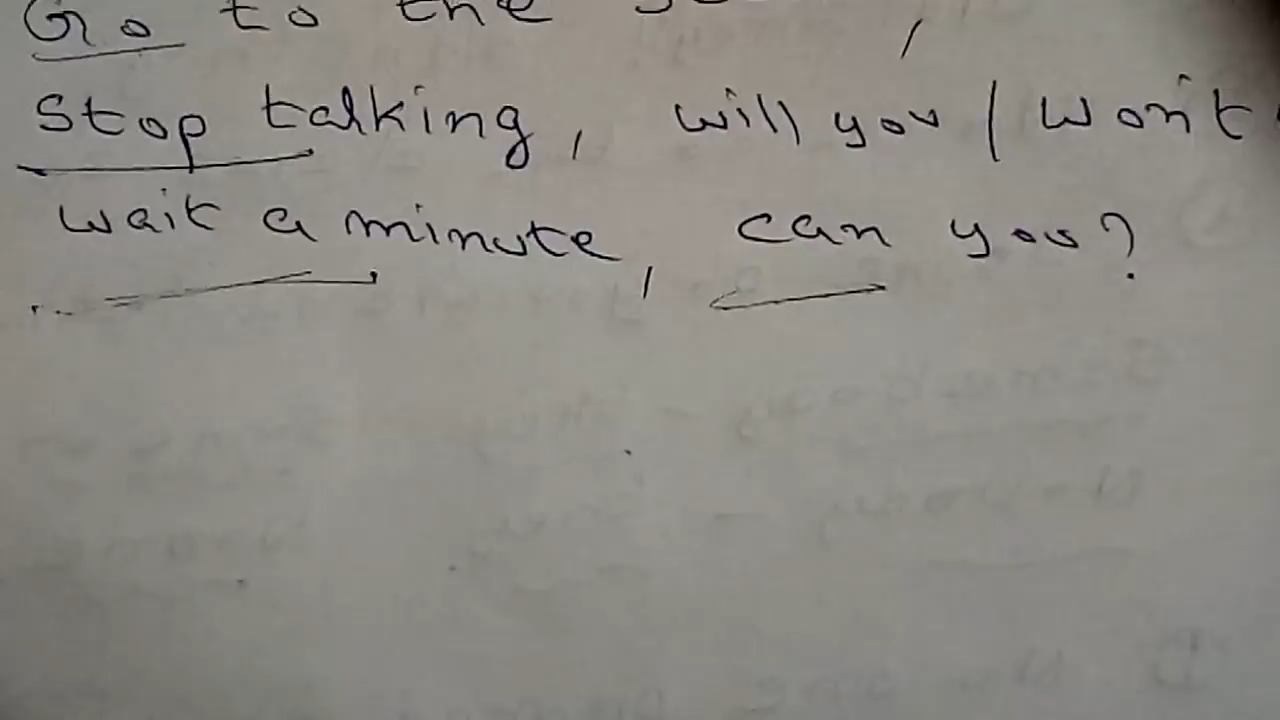 Go to the
Stop talking, will you / Won't
wait a minute, can you?